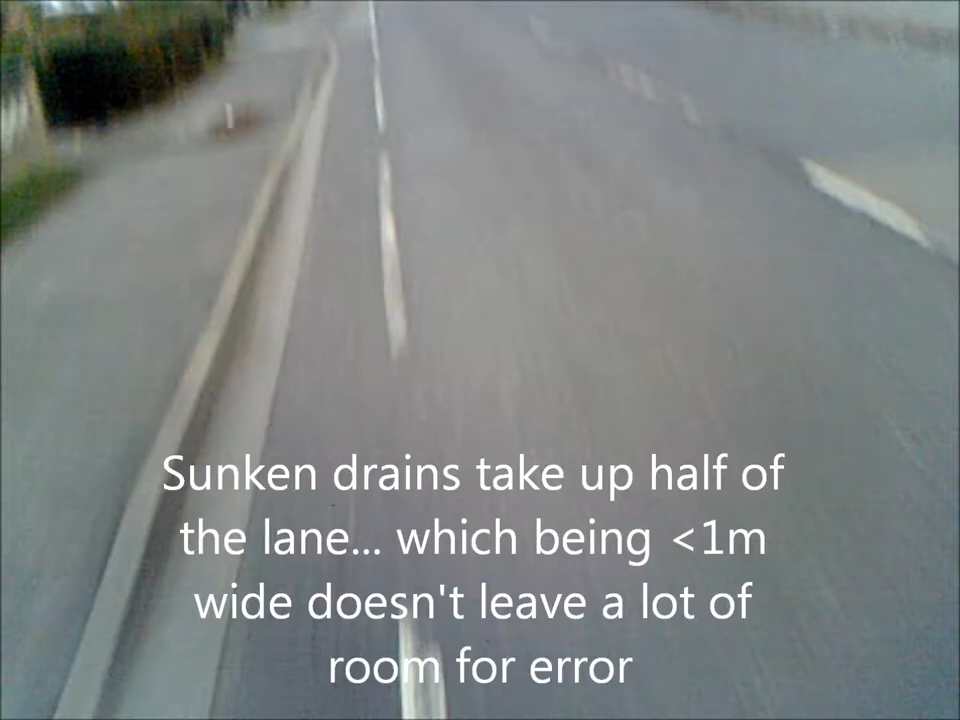 Sunken drains take up half of
the lane... which being <1m
wide doesn't leave a lot of
room for error